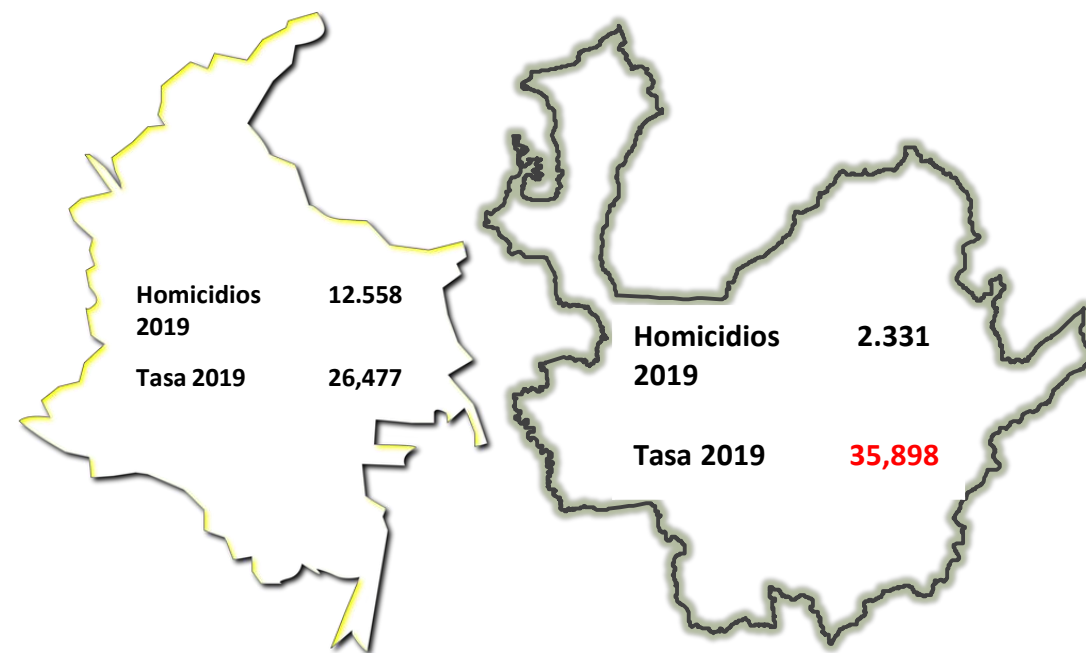 Homicidios 12.558
2019
Tasa 2019 26,477
Homicidios 2.331
2019
Tasa 2019 35,898